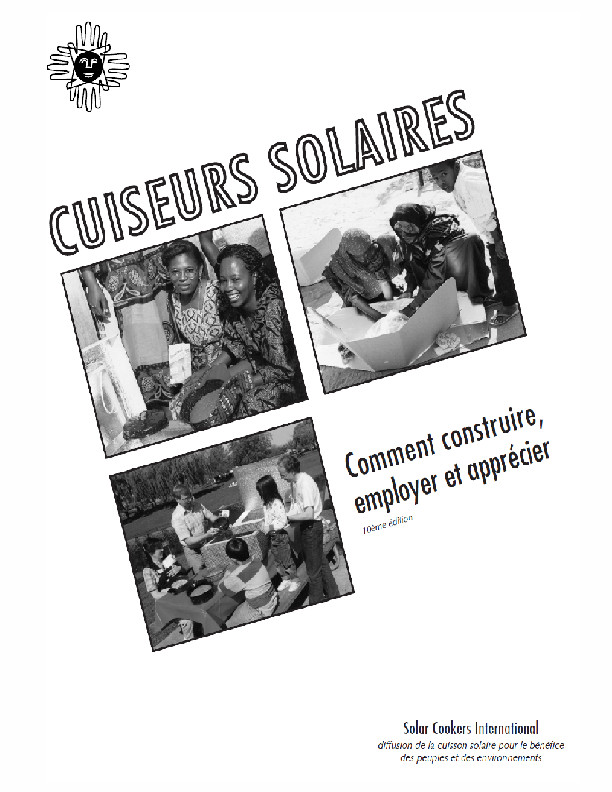 CUISEURS SOLAIRES
Comment construire,
employer et apprécier
10ème édition
Solar Cookers International
diffusion de la cuisson solaire pour le bénéfice
des peuples et des environnements